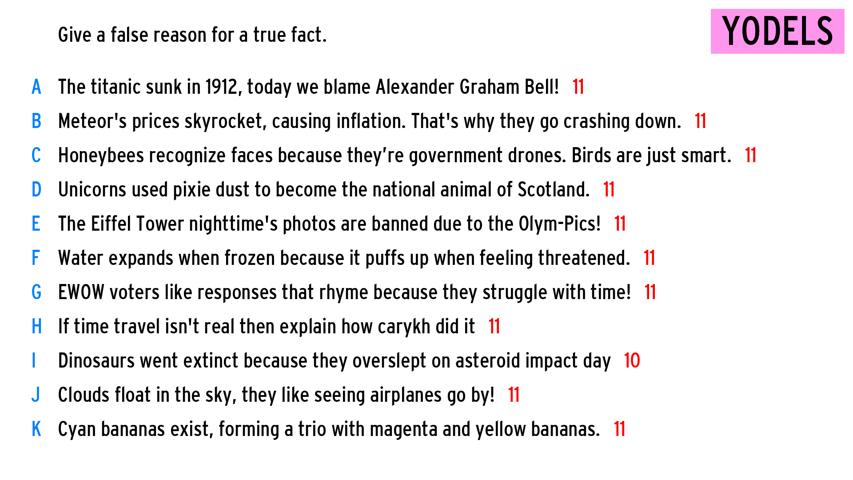 Give a false reason for a true fact.
YODELS
A The titanic sunk in 1912, today we blame Alexander Graham Bell! 11
B Meteor's prices skyrocket, causing inflation. That's why they go crashing down. 11
C Honeybees recognize faces because they're government drones. Birds are just smart. 11
D Unicorns used pixie dust to become the national animal of Scotland. 11
E The Eiffel Tower nighttime's photos are banned due to the Olym-Pics! 11
F Water expands when frozen because it puffs up when feeling threatened. 11
G EWOW voters like responses that rhyme because they struggle with time! 11
H If time travel isn't real then explain how carykh did it 11
I Dinosaurs went extinct because they overslept on asteroid impact day 10
J Clouds float in the sky, they like seeing airplanes go by! 11
K Cyan bananas exist, forming a trio with magenta and yellow bananas. 11